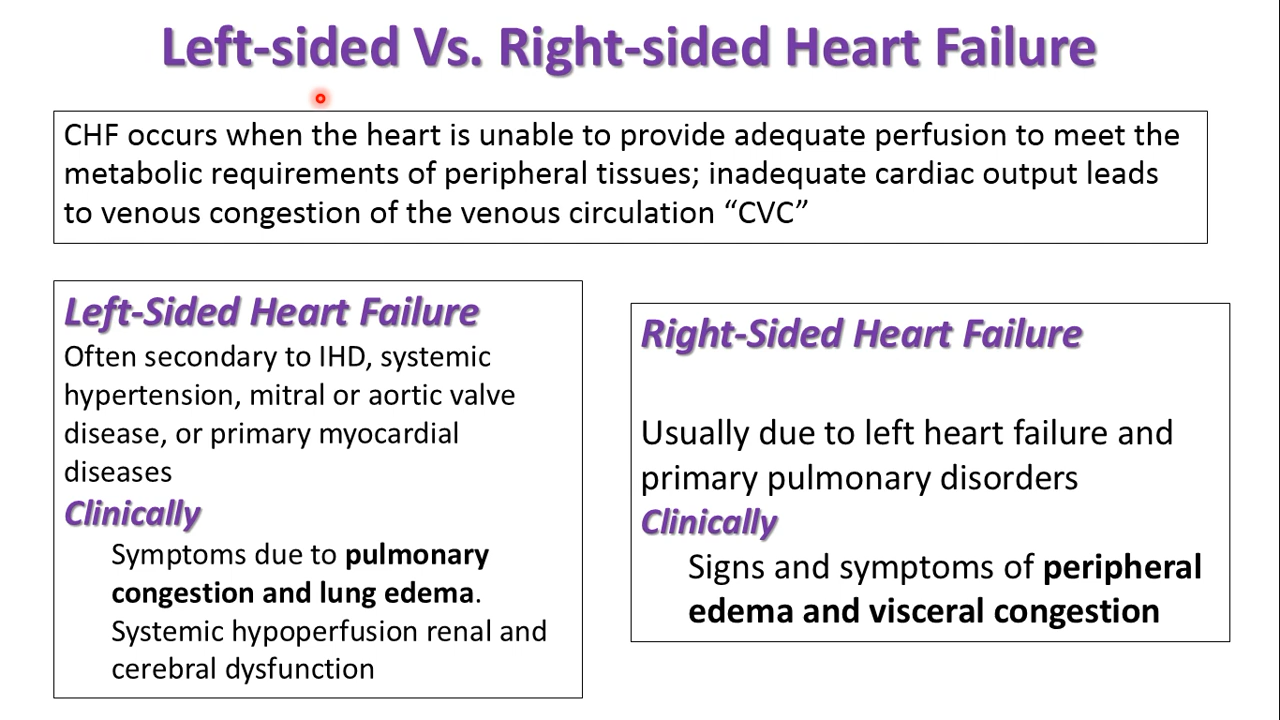 Left-sided Vs. Right-sided Heart Failure
CHF occurs when the heart is unable to provide adequate perfusion to meet the
metabolic requirements of peripheral tissues; inadequate cardiac output leads
to venous congestion of the venous circulation “CVC”
Left-Sided Heart Failure
Often secondary to IHD, systemic
hypertension, mitral or aortic valve
disease, or primary myocardial
diseases
Clinically
Symptoms due to pulmonary
congestion and lung edema.
Systemic hypoperfusion renal and
cerebral dysfunction
Right-Sided Heart Failure
Usually due to left heart failure and
primary pulmonary disorders
Clinically
Signs and symptoms of peripheral
edema and visceral congestion